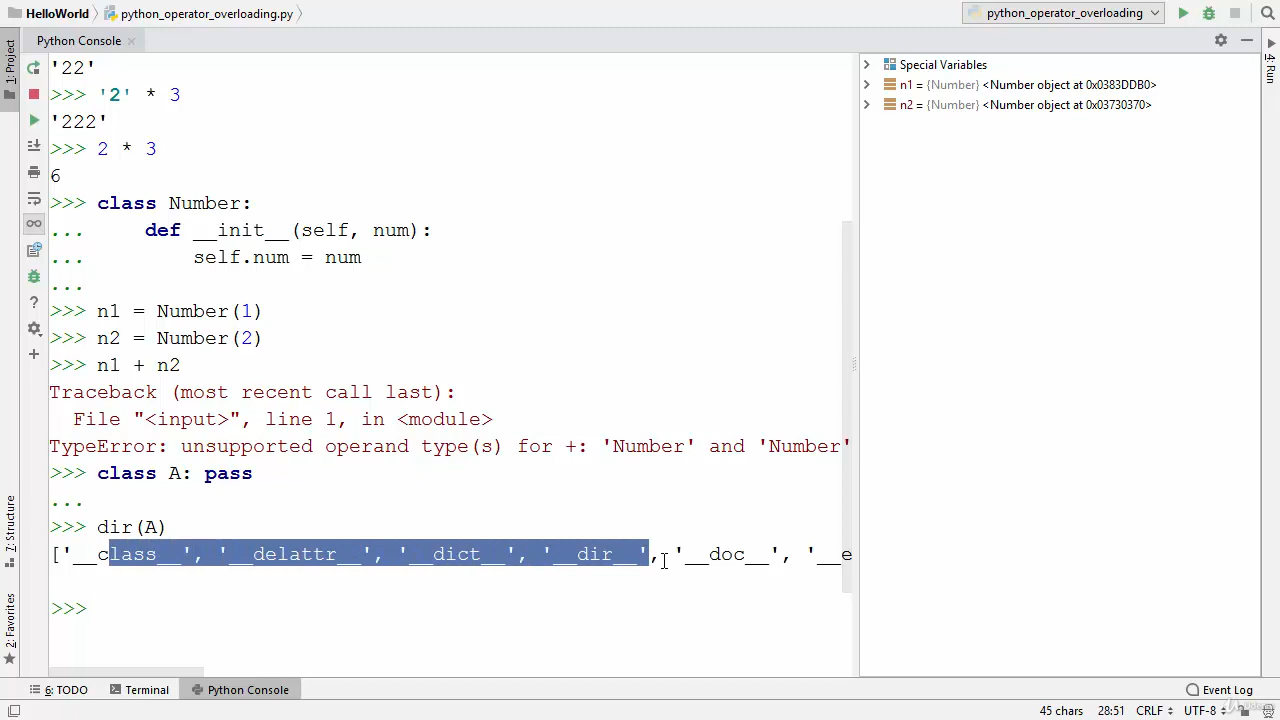 HelloWorld python_operator_overloading.py python_operator_overloading
Python Console
1: Project
4: Run
'22'
>>> '2' * 3
'222'
>>> 2 * 3
6
>>> class Number:
...     def __init__(self, num):
...         self.num = num
...
>>> n1 = Number(1)
>>> n2 = Number(2)
>>> n1 + n2
Traceback (most recent call last):
  File "<input>", line 1, in <module>
TypeError: unsupported operand type(s) for +: 'Number' and 'Number'
>>> class A: pass
...
>>> dir(A)
['__class__', '__delattr__', '__dict__', '__dir__', '__doc__', '__e
>>>
Special Variables
n1 = {Number} <Number object at 0x0383DDB0>
n2 = {Number} <Number object at 0x03730370>
7: Structure
2: Favorites
6: TODO Terminal Python Console Event Log
45 chars 28:51 CRLF UTF-8